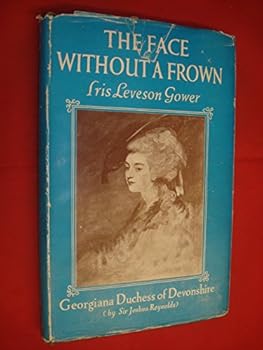 THE FACE
WITHOUT A FROWN
Iris Leveson Gower
Georgiana Duchess of Devonshire
(by Sir Joshua Reynolds)